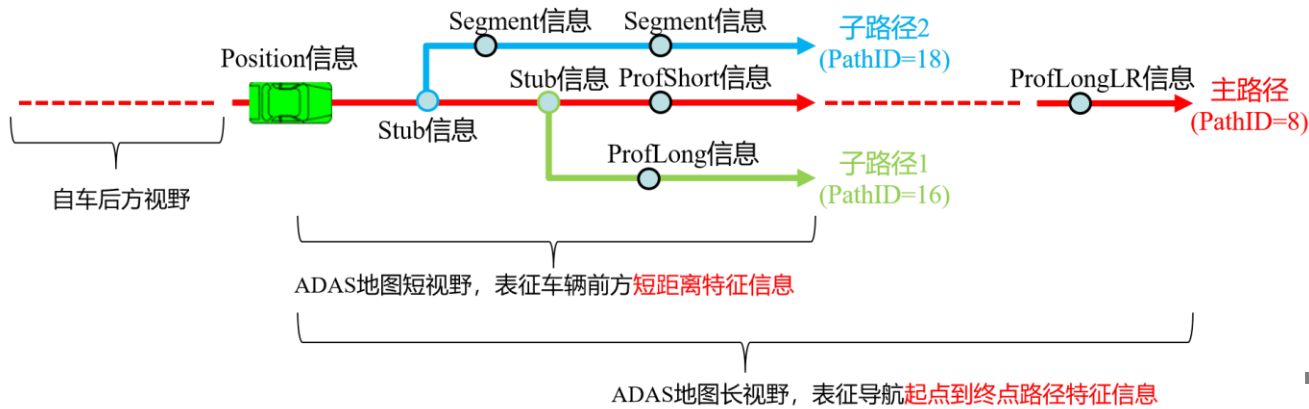 Segment信息
Segment信息
子路径2
(PathID=18)
Position信息
Stub信息
ProfShort信息
ProfLongLR信息
主路径
(PathID=8)
Stub信息
ProfLong信息
子路径1
(PathID=16)
自车后方视野
ADAS地图短视野，表征车辆前方短距离特征信息
ADAS地图长视野，表征导航起点到终点路径特征信息